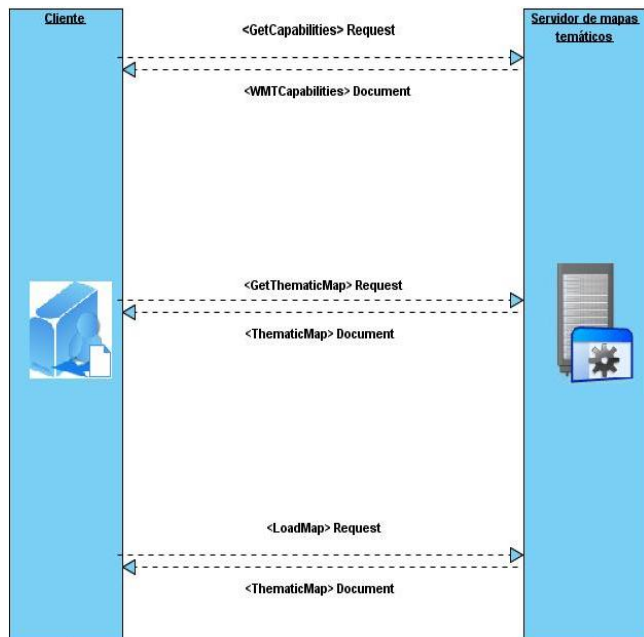 Cliente
Servidor de mapas
temáticos
<GetCapabilities> Request
<WMTCapabilities> Document
<GetThematicMap> Request
<ThematicMap> Document
<LoadMap> Request
<ThematicMap> Document